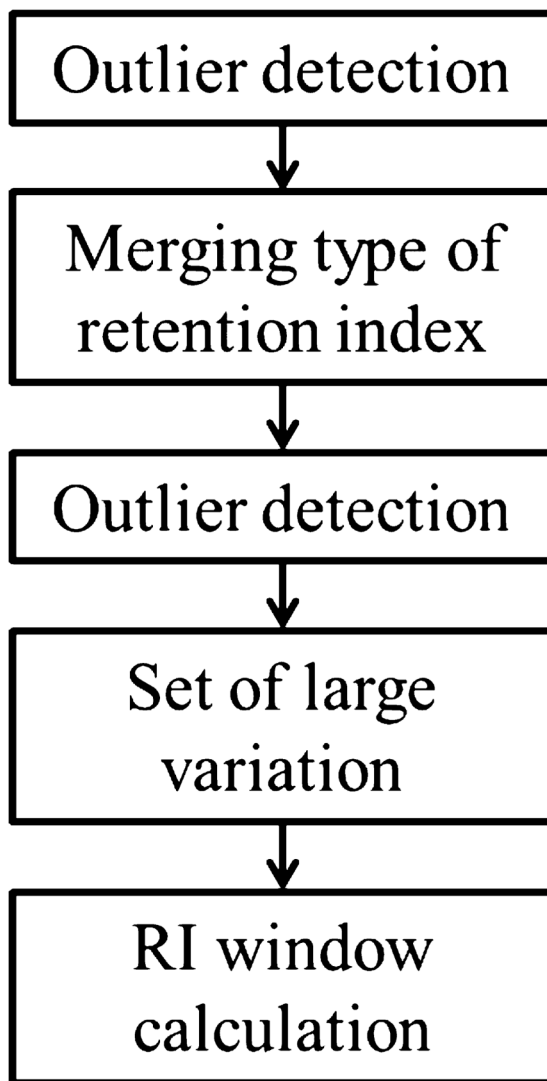 Outlier detection
Merging type of
retention index
Outlier detection
Set of large
variation
RI window
calculation